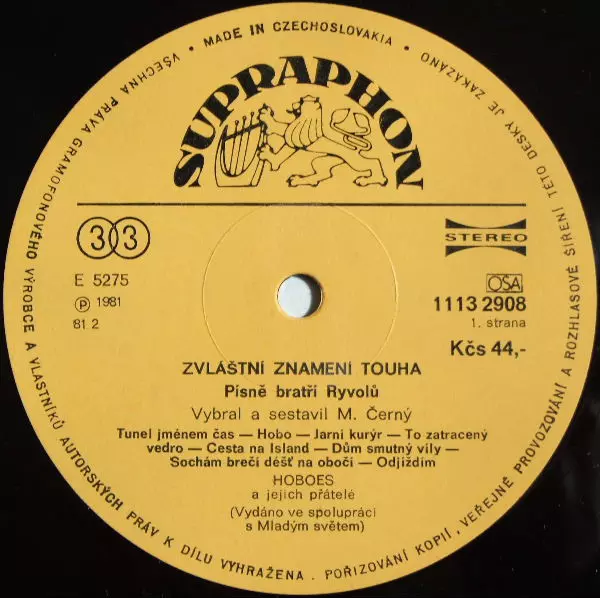 • MADE IN CZECHOSLOVAKIA •
VŠECHNA PRÁVA GRAMOFONOVÉHO VÝROBCE A VLASTNÍKŮ AUTORSKÝCH PRÁV K DÍLU VYHRAŽENA. POŘIZOVÁNÍ KOPIÍ, VEŘEJNÉ PROVOZOVÁNÍ A ROZHLASOVÉ ŠÍŘENÍ TÉTO DESKY JE ZAKÁZÁNO
SUPRAPHON
33
STEREO
E 5275
℗ 1981
81 2
OSA
1113 2908
1. strana
Kčs 44,-
ZVLÁŠTNÍ ZNAMENÍ TOUHA
Písně bratří Ryvolů
Vybral a sestavil M. Černý
Tunel jménem čas — Hobo — Jarní kurýr — To zatracený
vedro — Cesta na Island — Dům smutný víly —
Sochám brečí déšť na obočí — Odjíždím
HOBOES
a jejich přátelé
(Vydáno ve spolupráci
s Mladým světem)